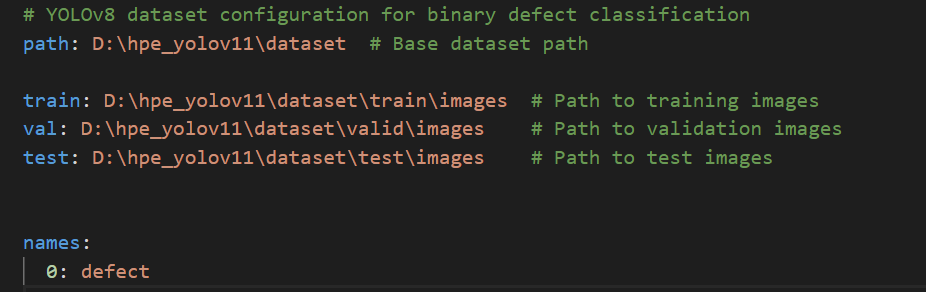 # YOLOv8 dataset configuration for binary defect classification
path: D:\hpe_yolov11\dataset  # Base dataset path
train: D:\hpe_yolov11\dataset\train\images  # Path to training images
val: D:\hpe_yolov11\dataset\valid\images    # Path to validation images
test: D:\hpe_yolov11\dataset\test\images    # Path to test images
names:
  0: defect